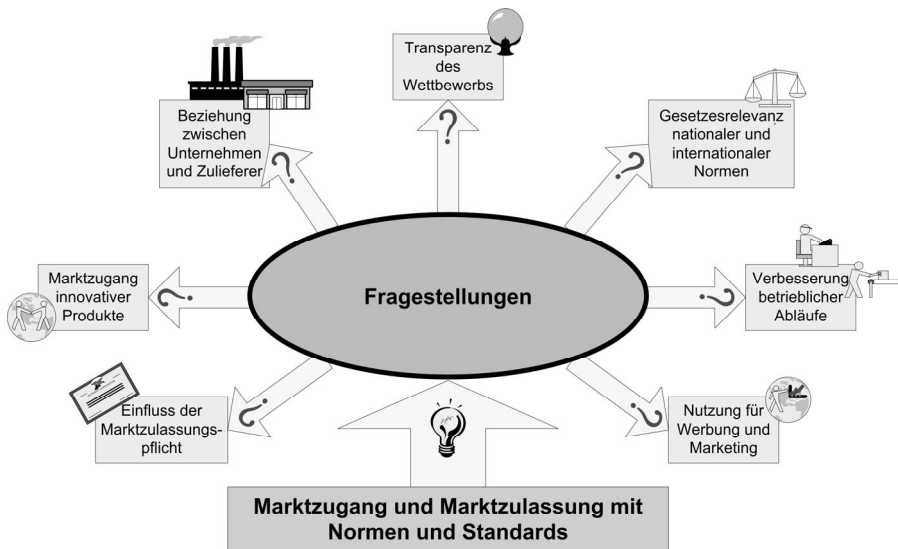 Transparenz
des
Wettbewerbs
Beziehung
zwischen
Unternehmen
und Zulieferer
Gesetzesrelevanz
nationaler und
internationaler
Normen
?
?
?
Marktzugang
innovativer
Produkte
?
Fragestellungen
?
Verbesserung
betrieblicher
Abläufe
Einfluss der
Marktzulassungs-
pflicht
?
?
Nutzung für
Werbung und
Marketing
Marktzugang und Marktzulassung mit
Normen und Standards